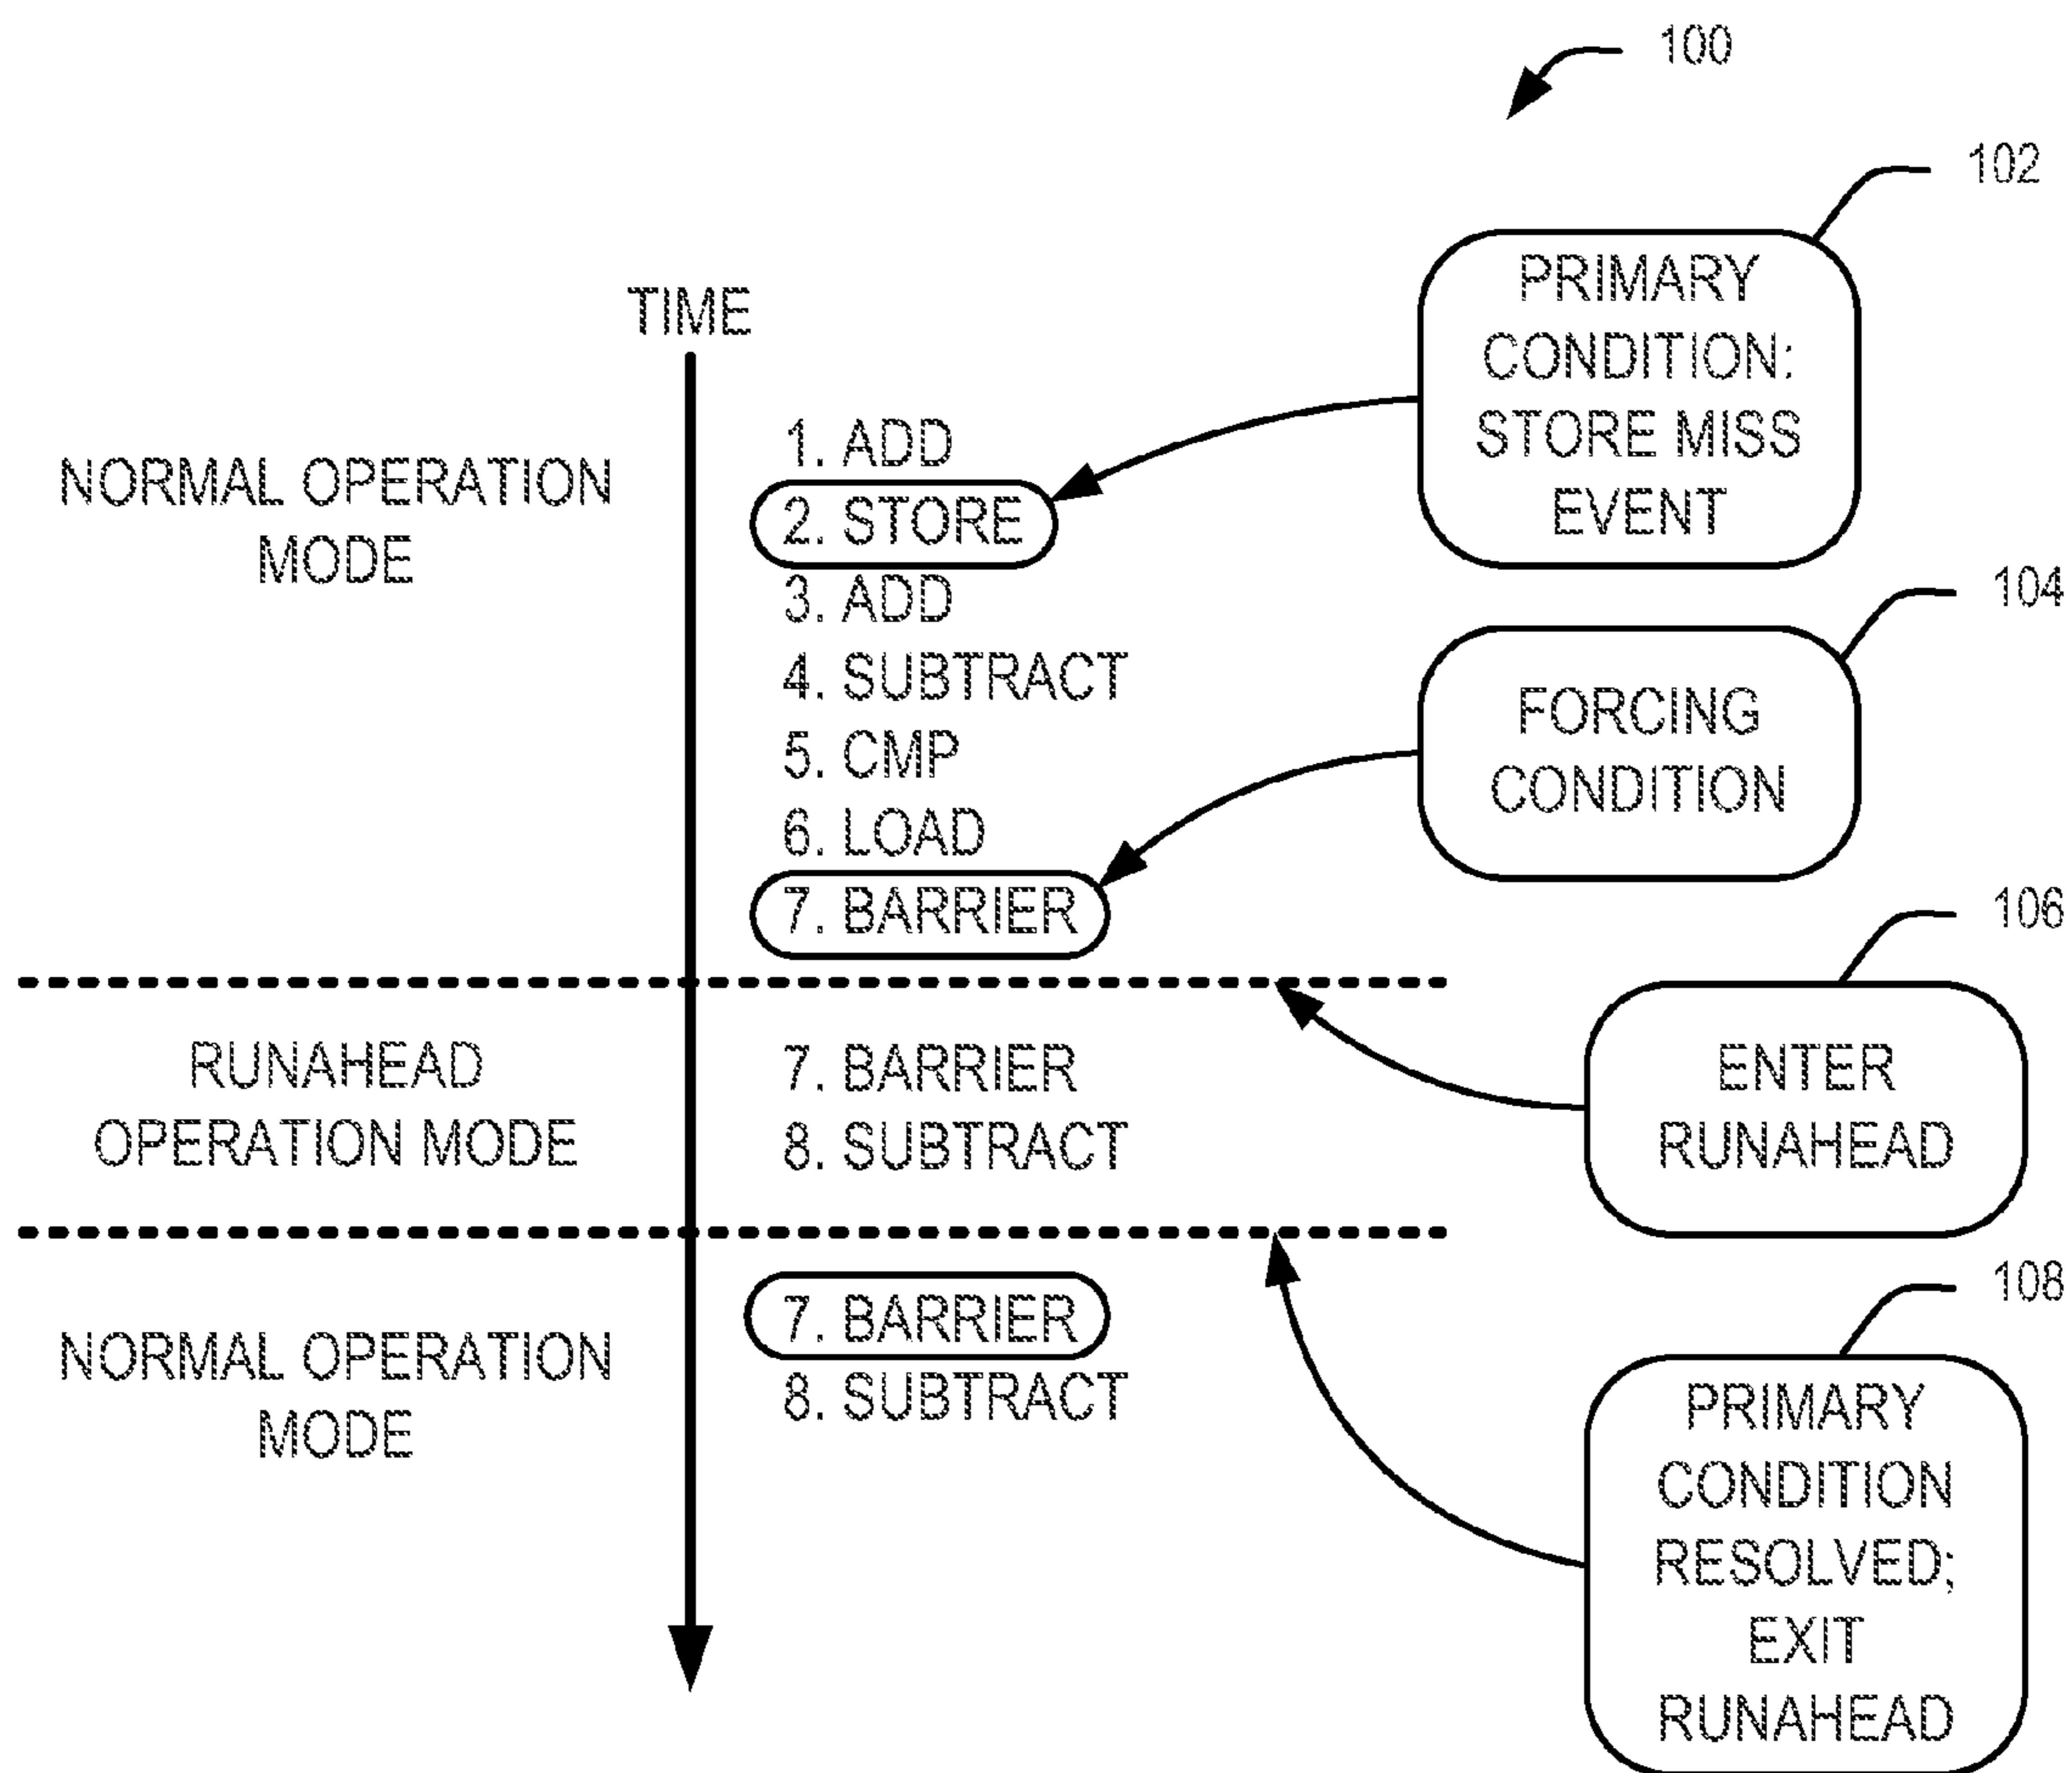 100
102
PRIMARY
CONDITION:
STORE MISS
EVENT
TIME
NORMAL OPERATION
MODE
1. ADD
2. STORE
3. ADD
4. SUBTRACT
5. CMP
6. LOAD
7. BARRIER
104
FORCING
CONDITION
106
ENTER
RUNAHEAD
RUNAHEAD
OPERATION MODE
7. BARRIER
8. SUBTRACT
108
PRIMARY
CONDITION
RESOLVED;
EXIT
RUNAHEAD
NORMAL OPERATION
MODE
7. BARRIER
8. SUBTRACT